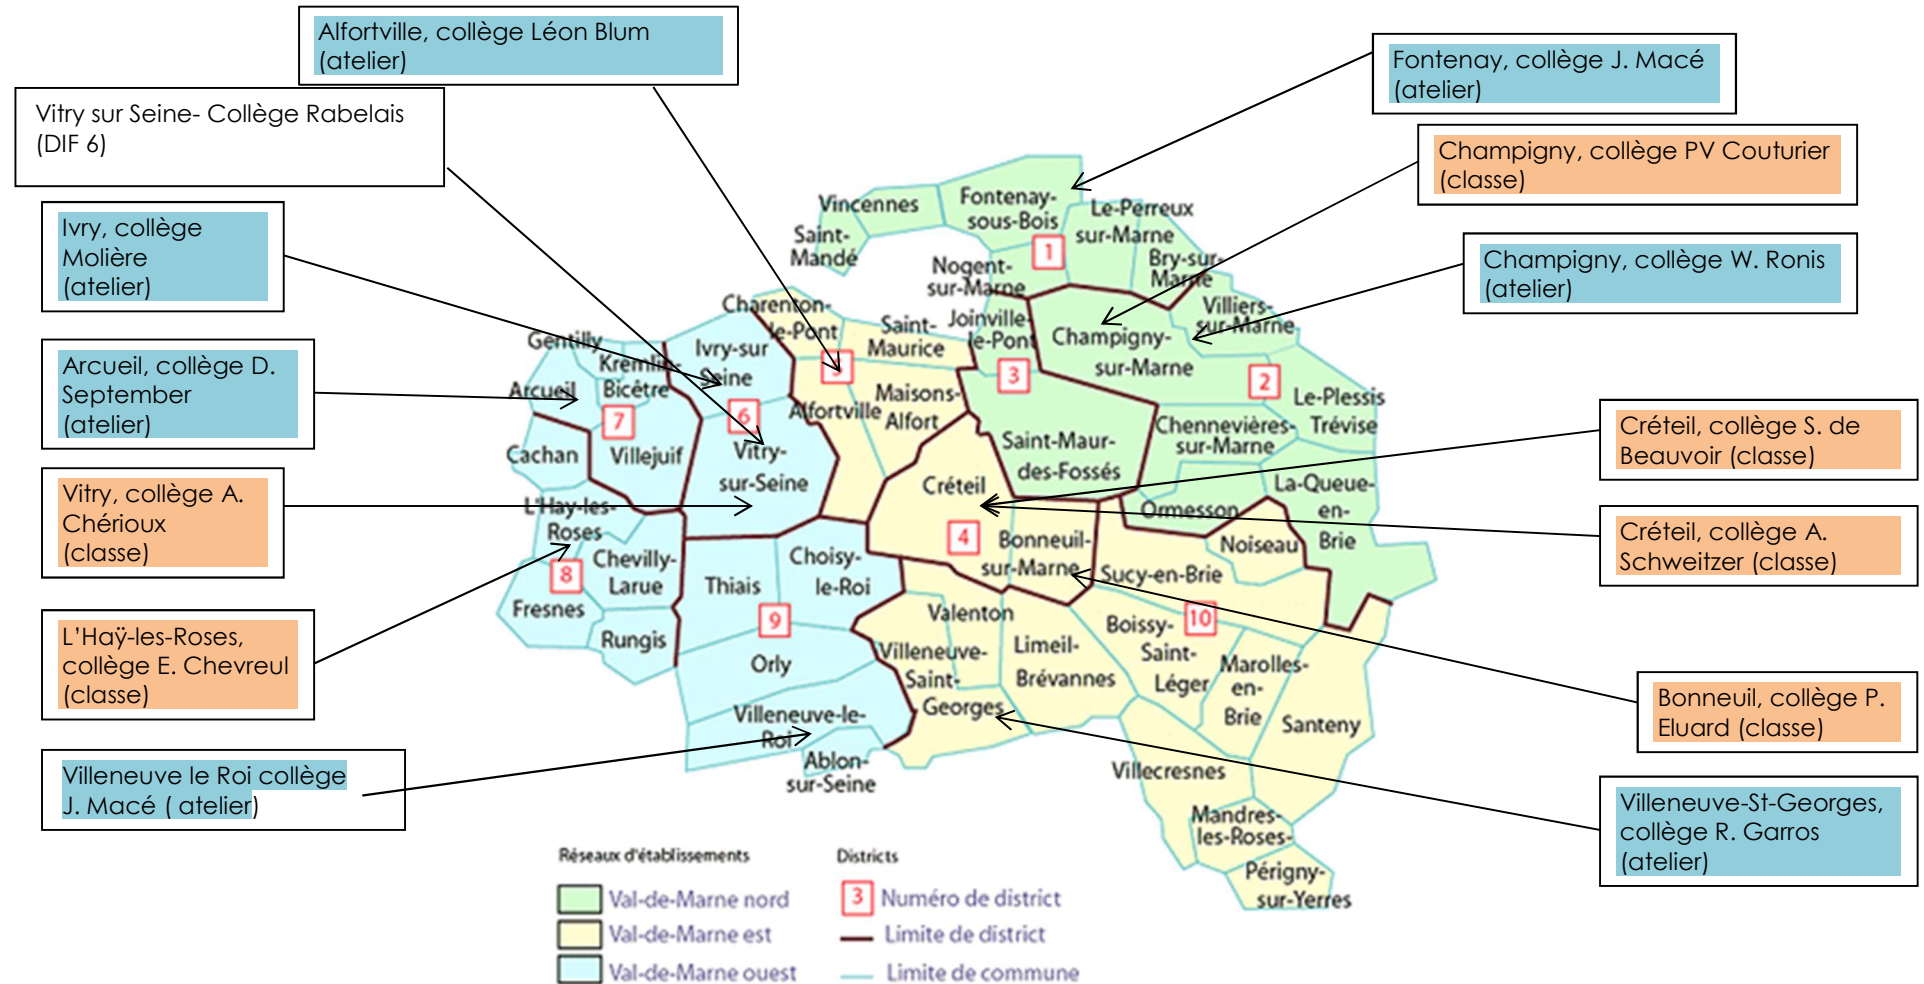 Alfortville, collège Léon Blum
(atelier)
Fontenay, collège J. Macé
(atelier)
Vitry sur Seine- Collège Rabelais
(DIF 6)
Champigny, collège PV Couturier
(classe)
Ivry, collège
Molière
(atelier)
Champigny, collège W. Ronis
(atelier)
Arcueil, collège D.
September
(atelier)
Créteil, collège S. de
Beauvoir (classe)
Vitry, collège A.
Chérioux
(classe)
Créteil, collège A.
Schweitzer (classe)
L'Haÿ-les-Roses,
collège E. Chevreul
(classe)
Bonneuil, collège P.
Eluard (classe)
Villeneuve le Roi collège
J. Macé ( atelier)
Villeneuve-St-Georges,
collège R. Garros
(atelier)
Vincennes
Fontenay-
sous-Bois
Le-Perreux
sur-Marne
Saint-
Mandé
1
Nogent-
sur-Marne
Bry-sur-
Marne
Charenton-
le-Pont
Saint-
Maurice
Joinville-
le-Pont
Villiers-
sur-Marne
Champigny-
sur-Marne
Gentilly
Kremlin-
Bicêtre
Ivry-sur
Seine
5
3
2
Arcueil
7
6
Alfortville
Maisons-
Alfort
Le-Plessis
Trévise
Chennevières-
sur-Marne
Cachan
Villejuif
Vitry-
sur-Seine
Saint-Maur-
des-Fossés
Créteil
La-Queue-
en-
Brie
Ormesson
L'Hay-les-
Roses
4
Bonneuil-
sur-Marne
Noiseau
Sucy-en-Brie
8
Chevilly-
Larue
Thiais
Choisy-
le-Roi
Fresnes
Rungis
9
Valenton
10
Boissy-
Saint-
Léger
Orly
Villeneuve-
Saint-
Georges
Limeil-
Brévannes
Marolles-
en-
Brie
Santeny
Villeneuve-le-
Roi
Ablon-
sur-Seine
Villecresnes
Mandres-
les-Roses-
Périgny-
sur-Yerres
Réseaux d'établissements
Val-de-Marne nord
Val-de-Marne est
Val-de-Marne ouest
Districts
3 Numéro de district
Limite de district
Limite de commune